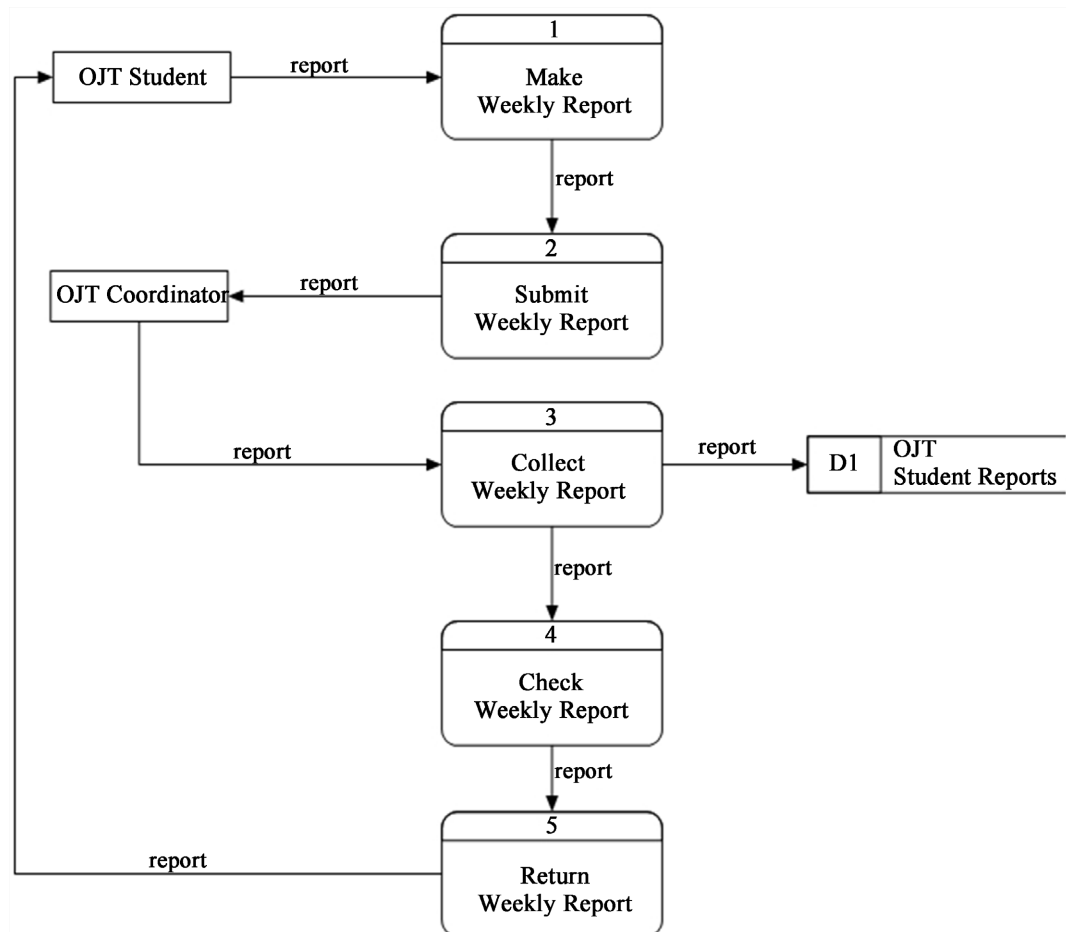 1
OJT Student
report
Make
Weekly Report
report
2
OJT Coordinator
report
Submit
Weekly Report
3
report
Collect
Weekly Report
report
D1
OJT
Student Reports
report
4
Check
Weekly Report
report
5
report
Return
Weekly Report